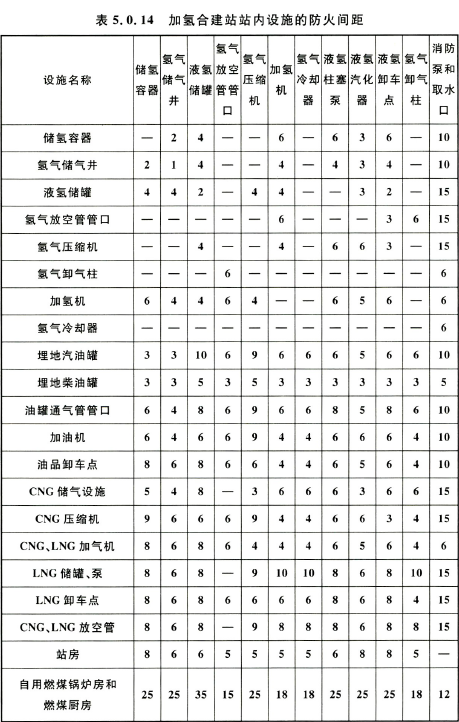 表 5.0.14 加氢合建站站内设施的防火间距
设施名称 储氢容器 氢气储气井 液氢储罐 氢气放空管管口 氢气压缩机 加氢机 氢气冷却器 液氢柱塞泵 液氢汽化器 液氢卸车点 氢气卸气柱 消防泵和取水口
储氢容器 — 2 4 — — 6 — 6 3 6 — 10
氢气储气井 2 1 4 — — 4 — 4 3 4 — 10
液氢储罐 4 4 2 — 4 4 — — 3 2 — 15
氢气放空管管口 — — — — — 6 — — — 3 6 15
氢气压缩机 — — 4 — — 4 — 6 6 3 — 15
氢气卸气柱 — — — 6 — — — — — — — 6
加氢机 6 4 4 6 4 — — 6 5 6 — 6
氢气冷却器 — — — — — — — — — — — 6
埋地汽油罐 3 3 10 6 9 6 6 6 5 6 6 10
埋地柴油罐 3 3 5 3 5 3 3 3 3 3 3 5
油罐通气管管口 6 4 8 6 9 6 6 8 5 8 6 10
加油机 6 4 6 6 9 4 4 6 6 6 4 10
油品卸车点 8 6 8 6 6 4 4 6 5 6 4 10
CNG 储气设施 5 4 8 — 3 6 6 6 3 6 6 15
CNG 压缩机 9 6 6 6 9 4 4 6 6 3 4 15
CNG、LNG 加气机 8 6 8 6 4 4 4 6 5 6 4 6
LNG 储罐、泵 8 6 8 — 9 10 10 8 6 8 10 15
LNG 卸车点 8 6 8 6 6 6 6 8 6 8 4 15
CNG、LNG 放空管 8 6 8 — 9 8 8 8 6 8 8 15
站房 8 6 6 5 5 5 5 6 8 8 5 —
自用燃煤锅炉房和
燃煤厨房 25 25 35 15 25 18 18 25 25 25 18 12